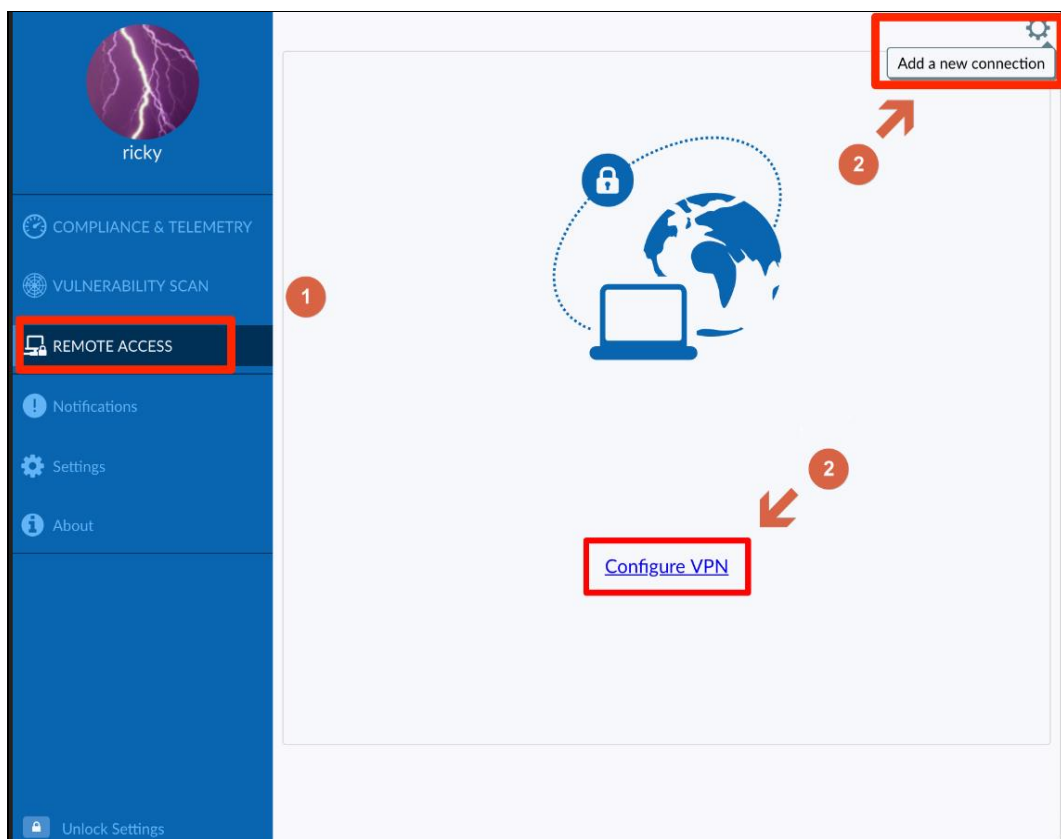 ricky
COMPLIANCE & TELEMETRY
VULNERABILITY SCAN
REMOTE ACCESS
Notifications
Settings
About
Unlock Settings
1
Add a new connection
2
2
Configure VPN